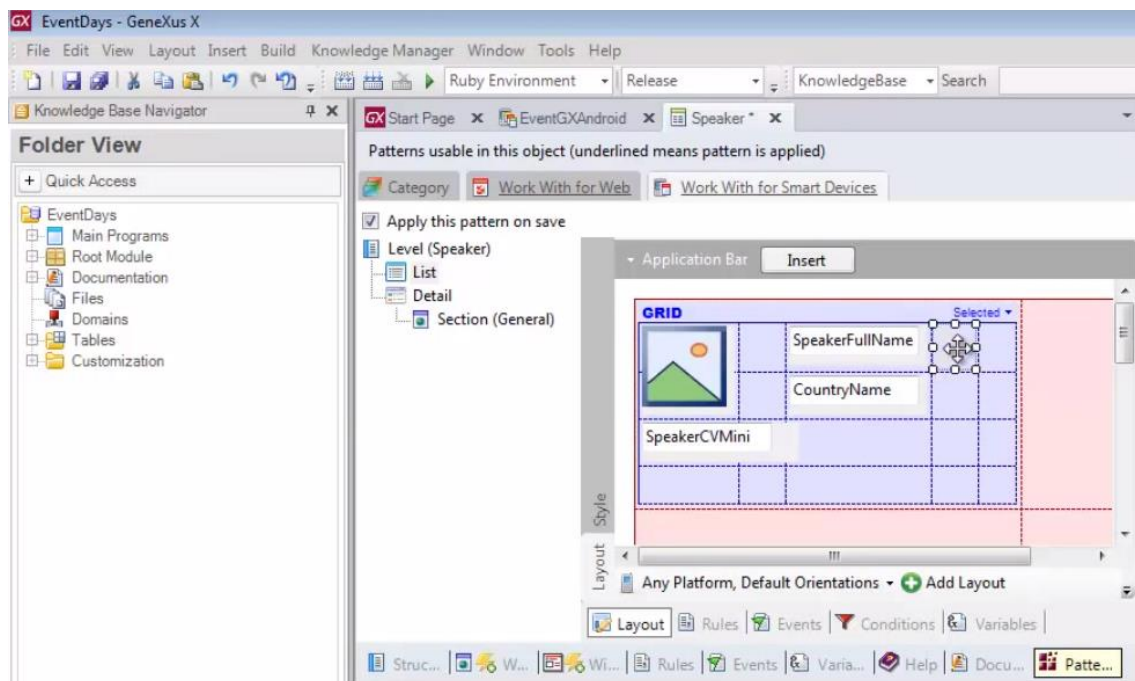 GX EventDays - GeneXus X
File Edit View Layout Insert Build Knowledge Manager Window Tools Help
Ruby Environment Release KnowledgeBase Search
Knowledge Base Navigator
GX Start Page EventGXAndroid Speaker *
Folder View
Patterns usable in this object (underlined means pattern is applied)
+ Quick Access
Category Work With for Web Work With for Smart Devices
EventDays
Main Programs
Root Module
Documentation
Files
Domains
Tables
Customization
Apply this pattern on save
Level (Speaker)
List
Detail
Section (General)
Application Bar Insert
GRID Selected
SpeakerFullName
CountryName
SpeakerCVMini
Style
Layout
Any Platform, Default Orientations Add Layout
Layout Rules Events Conditions Variables
Struc... W... Wi... Rules Events Varia... Help Docu... Patte...